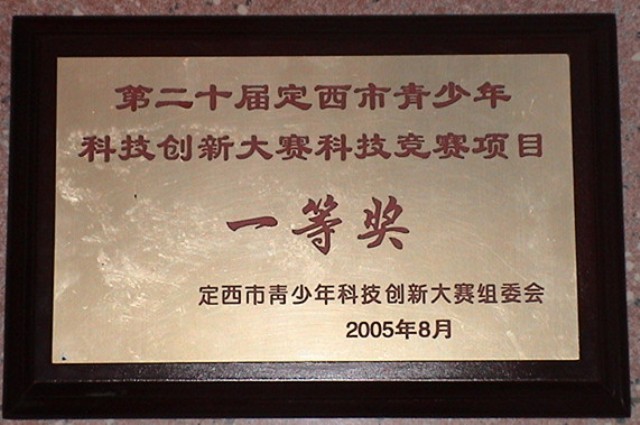 第二十届定西市青少年
科技创新大赛科技竞赛项目
一等奖
定西市青少年科技创新大赛组委会
2005年8月